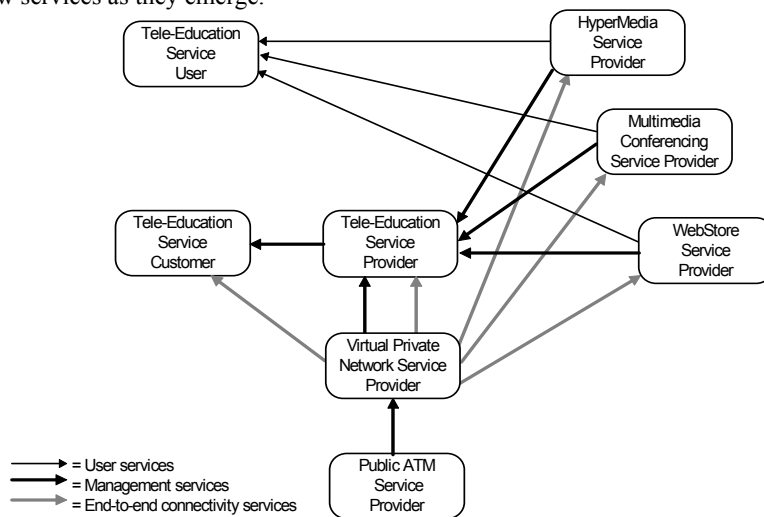 w services as they emerge.
Tele-Education
Service
User
HyperMedia
Service
Provider
Multimedia
Conferencing
Service Provider
Tele-Education
Service
Customer
Tele-Education
Service
Provider
WebStore
Service
Provider
Virtual Private
Network Service
Provider
Public ATM
Service
Provider
= User services
= Management services
= End-to-end connectivity services